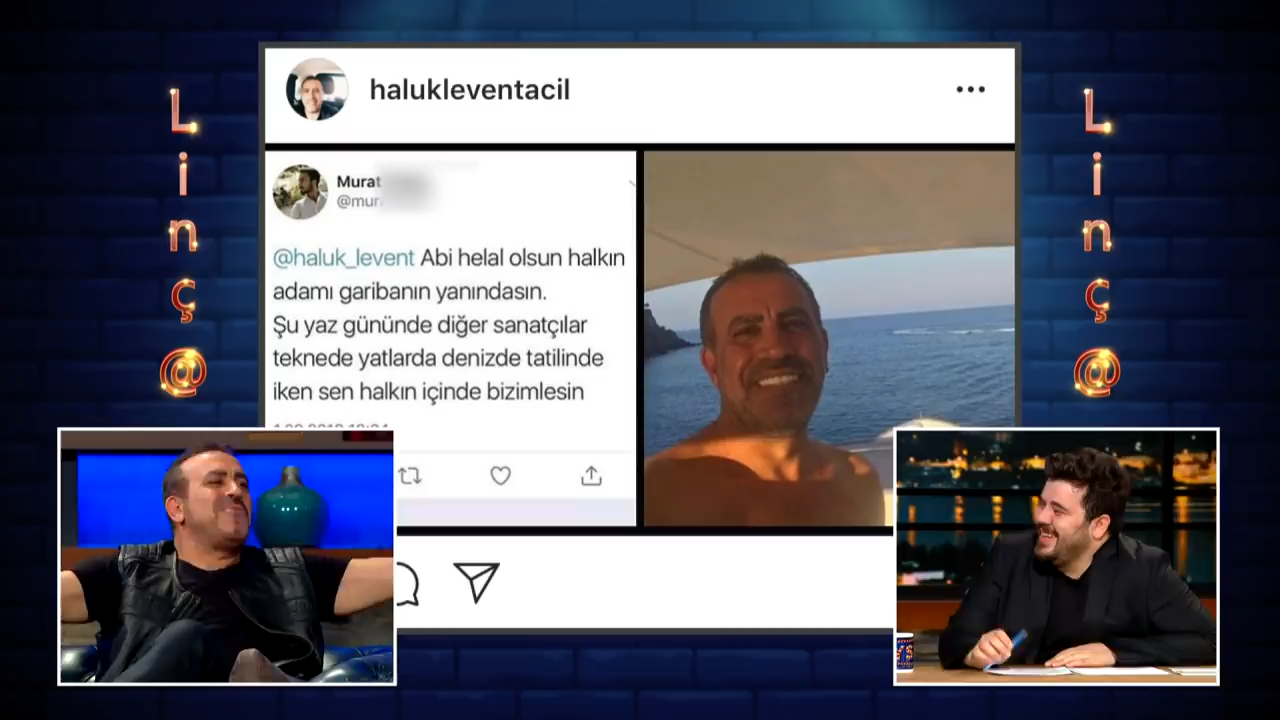 Linç@
halukleventacil
Linç@
Murat
@mur
@haluk_levent Abi helal olsun halkın
adamı garibanın yanındasın.
Şu yaz gününde diğer sanatçılar
teknede yatlarda denizde tatilinde
iken sen halkın içinde bizimlesin